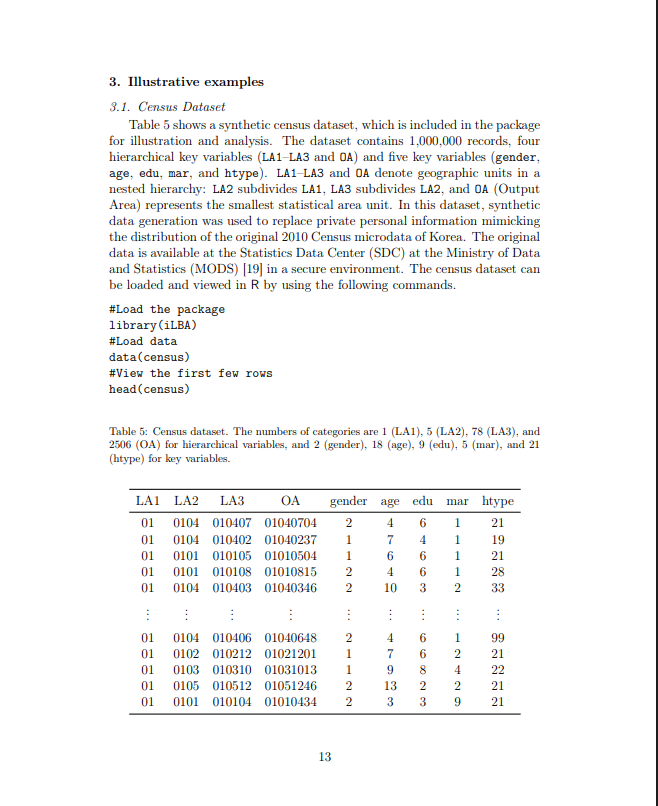 3. Illustrative examples
3.1. Census Dataset
Table 5 shows a synthetic census dataset, which is included in the package
for illustration and analysis. The dataset contains 1,000,000 records, four
hierarchical key variables (LA1–LA3 and OA) and five key variables (gender,
age, edu, mar, and htype). LA1–LA3 and OA denote geographic units in a
nested hierarchy: LA2 subdivides LA1, LA3 subdivides LA2, and OA (Output
Area) represents the smallest statistical area unit. In this dataset, synthetic
data generation was used to replace private personal information mimicking
the distribution of the original 2010 Census microdata of Korea. The original
data is available at the Statistics Data Center (SDC) at the Ministry of Data
and Statistics (MODS) [19] in a secure environment. The census dataset can
be loaded and viewed in R by using the following commands.
#Load the package
library(iLBA)
#Load data
data(census)
#View the first few rows
head(census)
Table 5: Census dataset. The numbers of categories are 1 (LA1), 5 (LA2), 78 (LA3), and
2506 (OA) for hierarchical variables, and 2 (gender), 18 (age), 9 (edu), 5 (mar), and 21
(htype) for key variables.
LA1 LA2 LA3 OA gender age edu mar htype
01 0104 010407 01040704 2 4 6 1 21
01 0104 010402 01040237 1 7 4 1 19
01 0101 010105 01010504 1 6 6 1 21
01 0101 010108 01010815 2 4 6 1 28
01 0104 010403 01040346 2 10 3 2 33
⋮ ⋮ ⋮ ⋮ ⋮ ⋮ ⋮ ⋮ ⋮
01 0104 010406 01040648 2 4 6 1 99
01 0102 010212 01021201 1 7 6 2 21
01 0103 010310 01031013 1 9 8 4 22
01 0105 010512 01051246 2 13 2 2 21
01 0101 010104 01010434 2 3 3 9 21
13